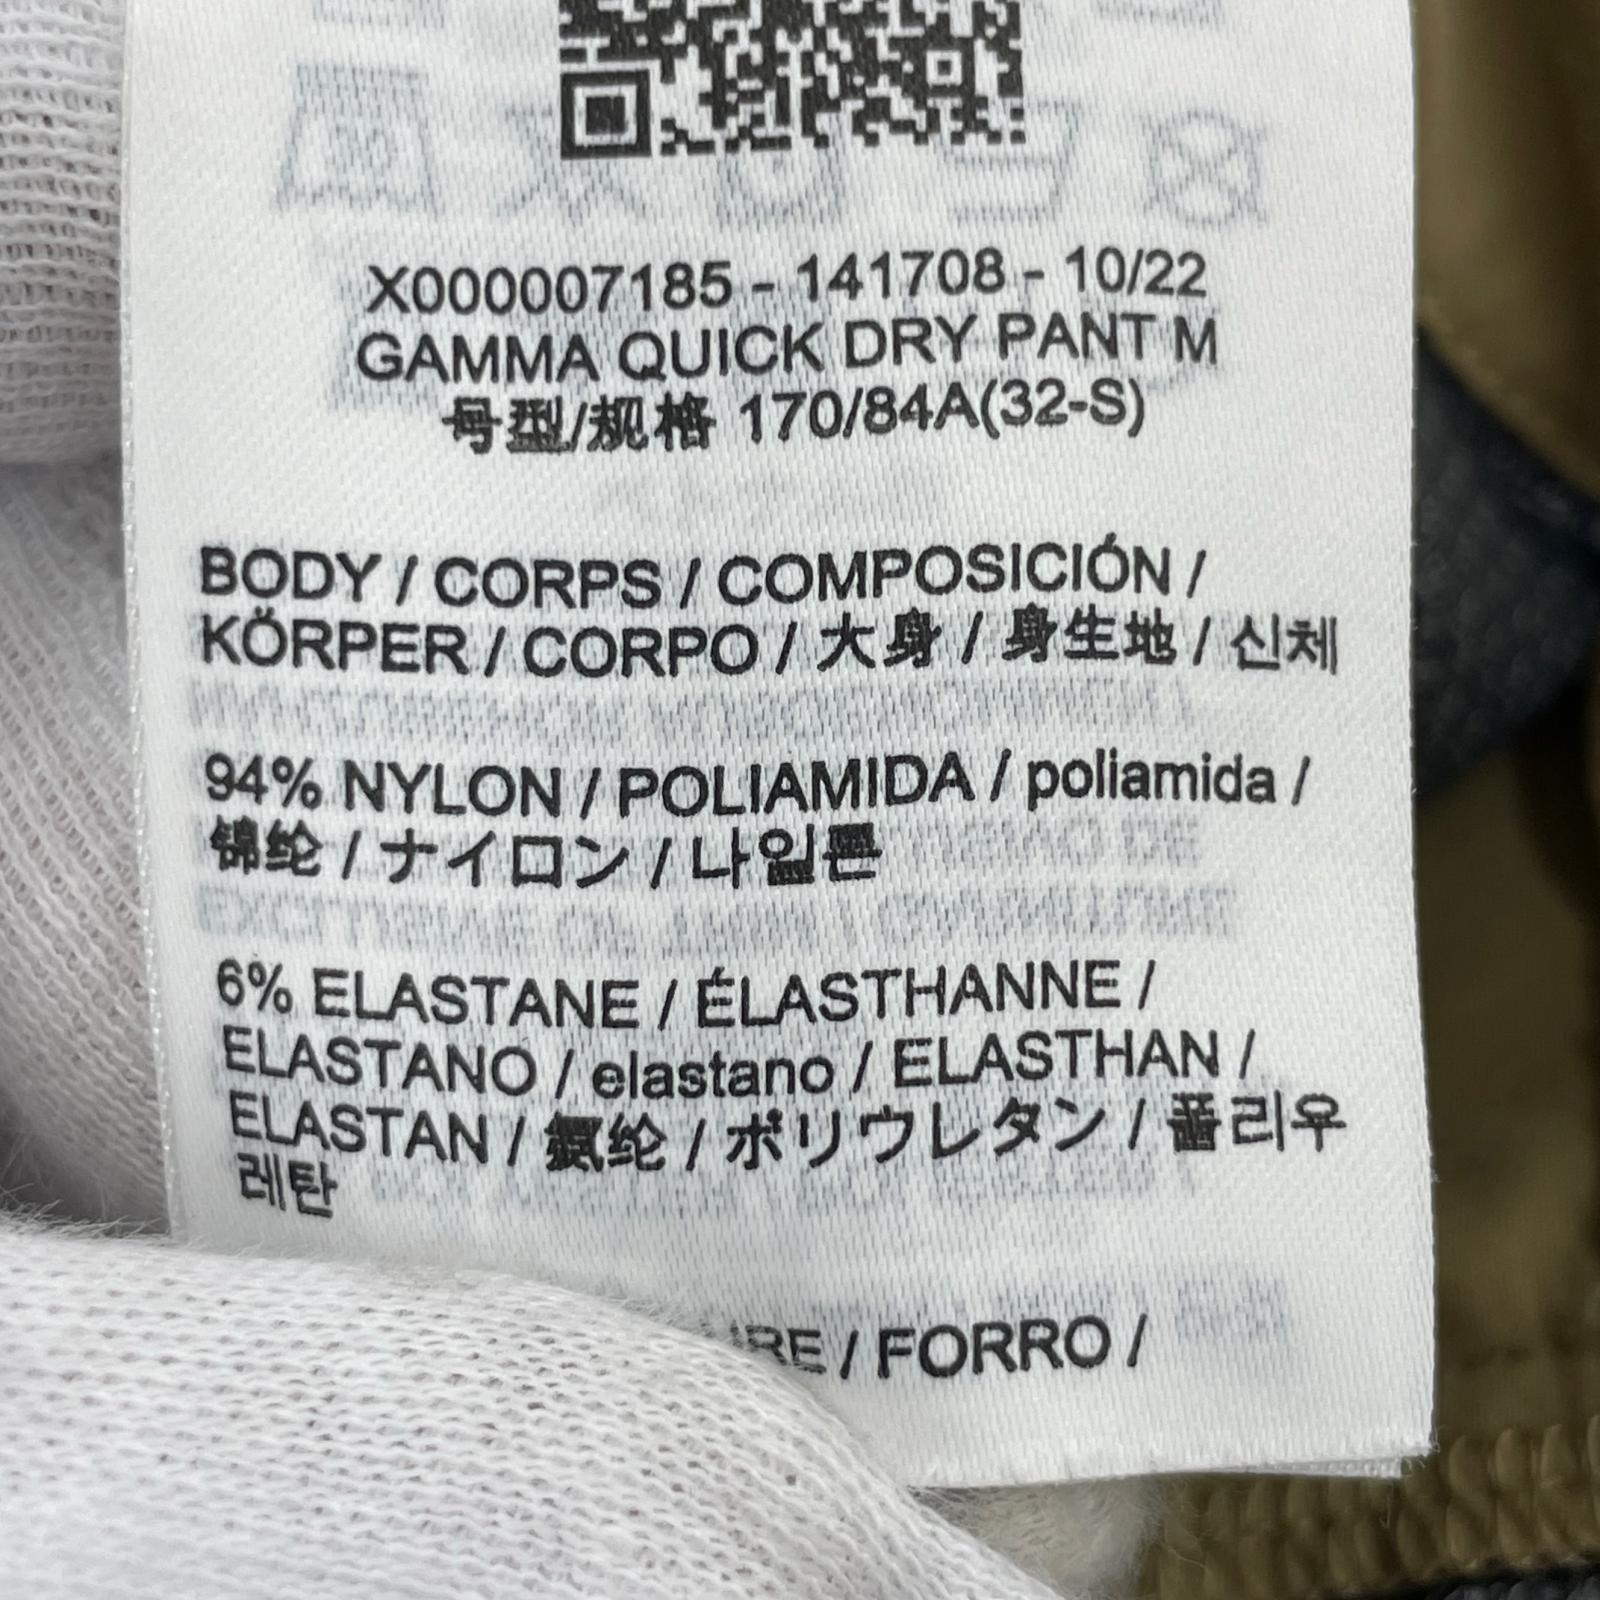 X000007185 - 141708 - 10/22
GAMMA QUICK DRY PANT M
号型/规格 170/84A(32-S)
BODY / CORPS / COMPOSICIÓN /
KÖRPER / CORPO / 大身 / 身生地 / 신체
94% NYLON / POLIAMIDA / poliamida /
锦纶 / ナイロン / 나일론
6% ELASTANE / ÉLASTHANNE /
ELASTANO / elastano / ELASTHAN /
ELASTAN / 氨纶 / ポリウレタン / 폴리우
레탄
/ FORRO /